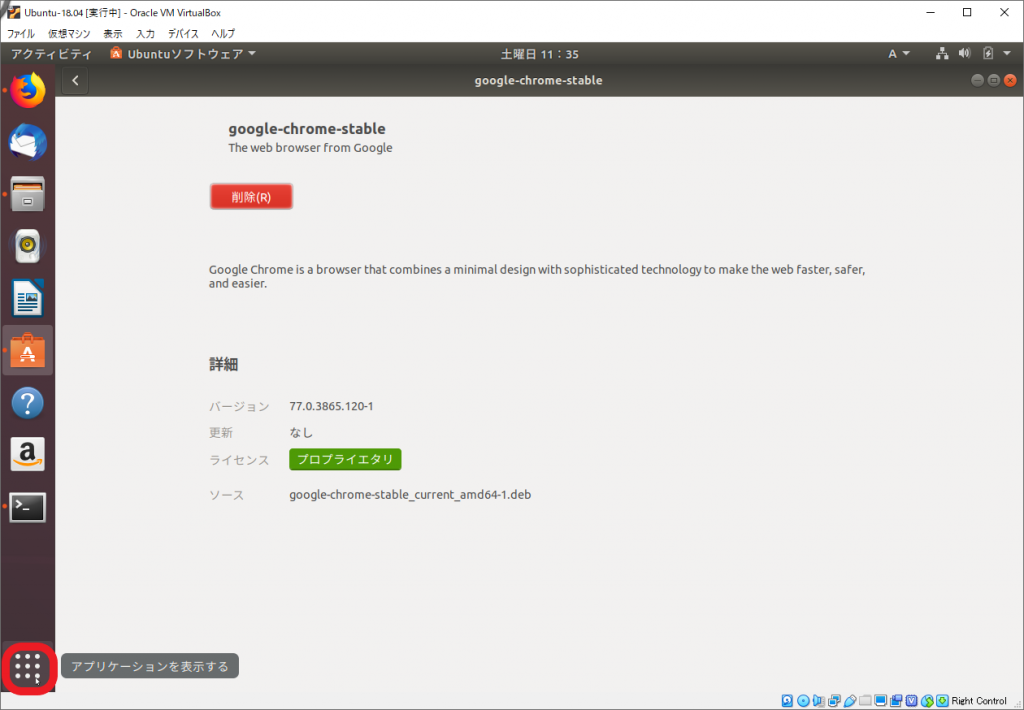 Ubuntu-18.04 [実行中] - Oracle VM VirtualBox
ファイル 仮想マシン 表示 入力 デバイス ヘルプ
アクティビティ Ubuntuソフトウェア 土曜日 11：35 A
google-chrome-stable
google-chrome-stable
The web browser from Google
削除(R)
Google Chrome is a browser that combines a minimal design with sophisticated technology to make the web faster, safer,
and easier.
詳細
バージョン 77.0.3865.120-1
更新 なし
ライセンス プロプライエタリ
ソース google-chrome-stable_current_amd64-1.deb
アプリケーションを表示する
Right Control